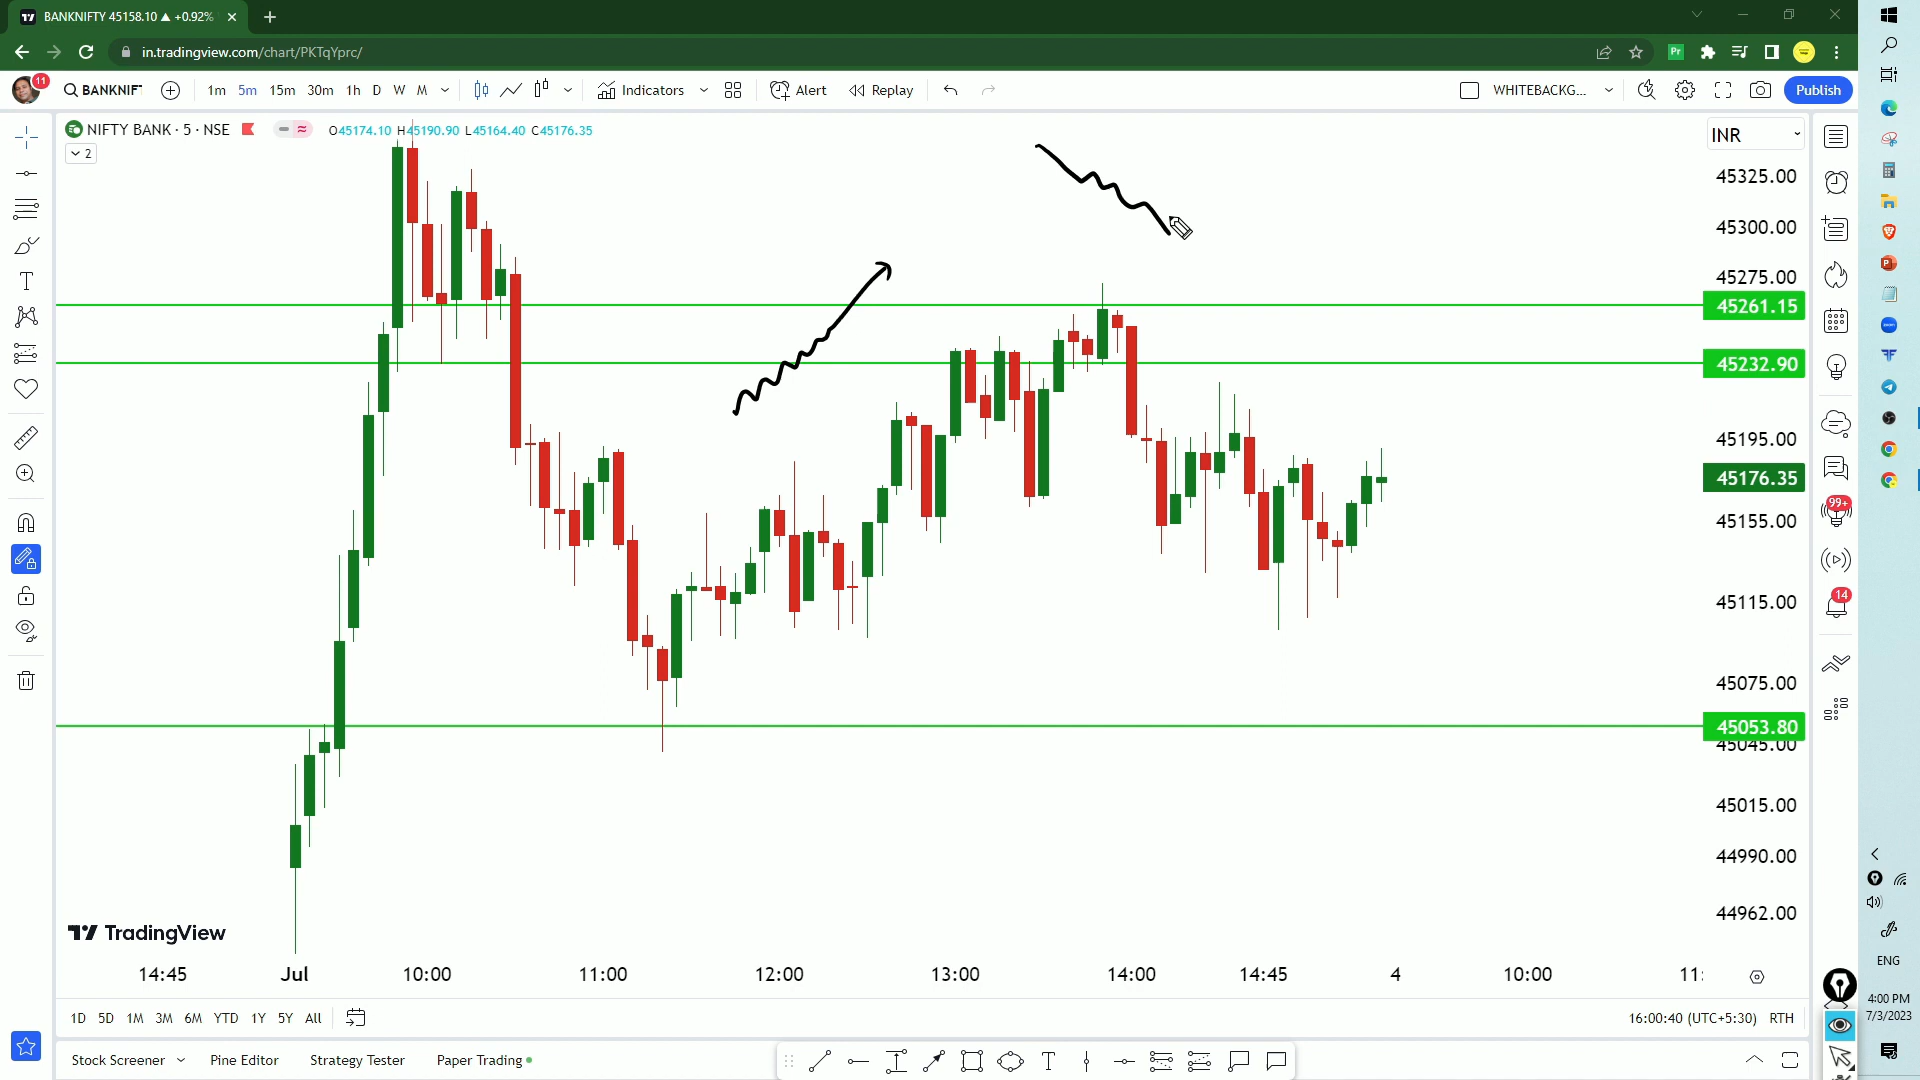 BANKNIFTY 45158.10 ▲ +0.92%
in.tradingview.com/chart/PKTqYprc/
Pr
11
BANKNIF
1m 5m 15m 30m 1h D W M
Indicators
Alert
Replay
WHITEBACKG...
Publish
NIFTY BANK · 5 · NSE
O45174.10 H45190.90 L45164.40 C45176.35
2
INR
45325.00
45300.00
45275.00
45261.15
45232.90
45195.00
45176.35
45155.00
45115.00
45075.00
45053.80
45045.00
45015.00
44990.00
44962.00
99+
14
TradingView
14:45 Jul 10:00 11:00 12:00 13:00 14:00 14:45 4 10:00 11:
1D 5D 1M 3M 6M YTD 1Y 5Y All
16:00:40 (UTC+5:30) RTH
Stock Screener Pine Editor Strategy Tester Paper Trading
ENG
4:00 PM
7/3/2023